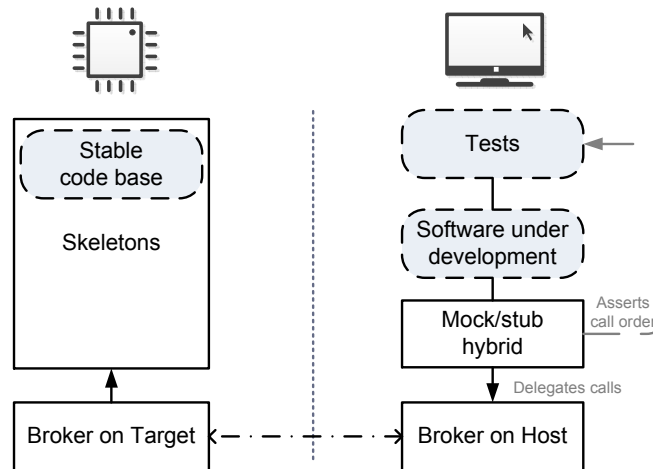 Stable
code base
Skeletons
Broker on Target
Tests
Software under
development
Mock/stub
hybrid
Asserts
call order
Delegates calls
Broker on Host